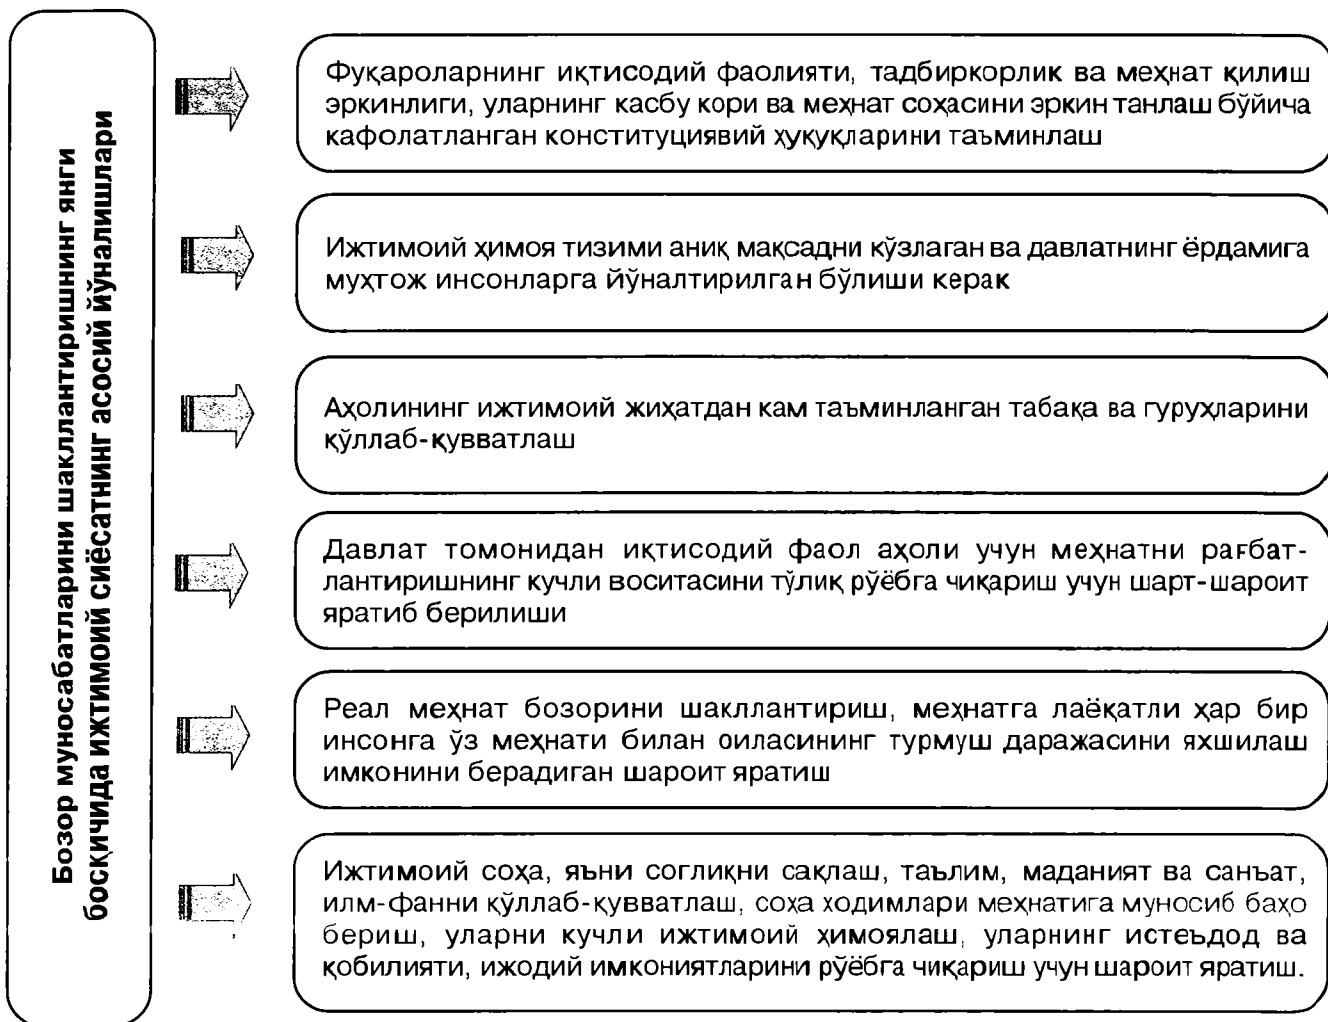 Бозор муносабатларини шакллантиришнинг янги
босқичида ижтимоий сиёсатнинг асосий йўналишлари
Фуқароларнинг иқтисодий фаолияти, тадбиркорлик ва меҳнат қилиш
эркинлиги, уларнинг касбу кори ва меҳнат соҳасини эркин танлаш бўйича
кафолатланган конституциявий ҳуқуқларини таъминлаш
Ижтимоий ҳимоя тизими аниқ мақсадни кўзлаган ва давлатнинг ёрдамига
муҳтож инсонларга йўналтирилган бўлиши керак
Аҳолининг ижтимоий жиҳатдан кам таъминланган табақа ва гуруҳларини
қўллаб-қувватлаш
Давлат томонидан иқтисодий фаол аҳоли учун меҳнатни рағбат-
лантиришнинг кучли воситасини тўлиқ рўёбга чиқариш учун шарт-шароит
яратиб берилиши
Реал меҳнат бозорини шакллантириш, меҳнатга лаёқатли ҳар бир
инсонга ўз меҳнати билан оиласининг турмуш даражасини яхшилаш
имконини берадиган шароит яратиш
Ижтимоий соҳа, яъни соғлиқни сақлаш, таълим, маданият ва санъат,
илм-фанни қўллаб-қувватлаш, соҳа ходимлари меҳнатига муносиб баҳо
бериш, уларни кучли ижтимоий ҳимоялаш, уларнинг истеъдод ва
қобилияти, ижодий имкониятларини рўёбга чиқариш учун шароит яратиш.